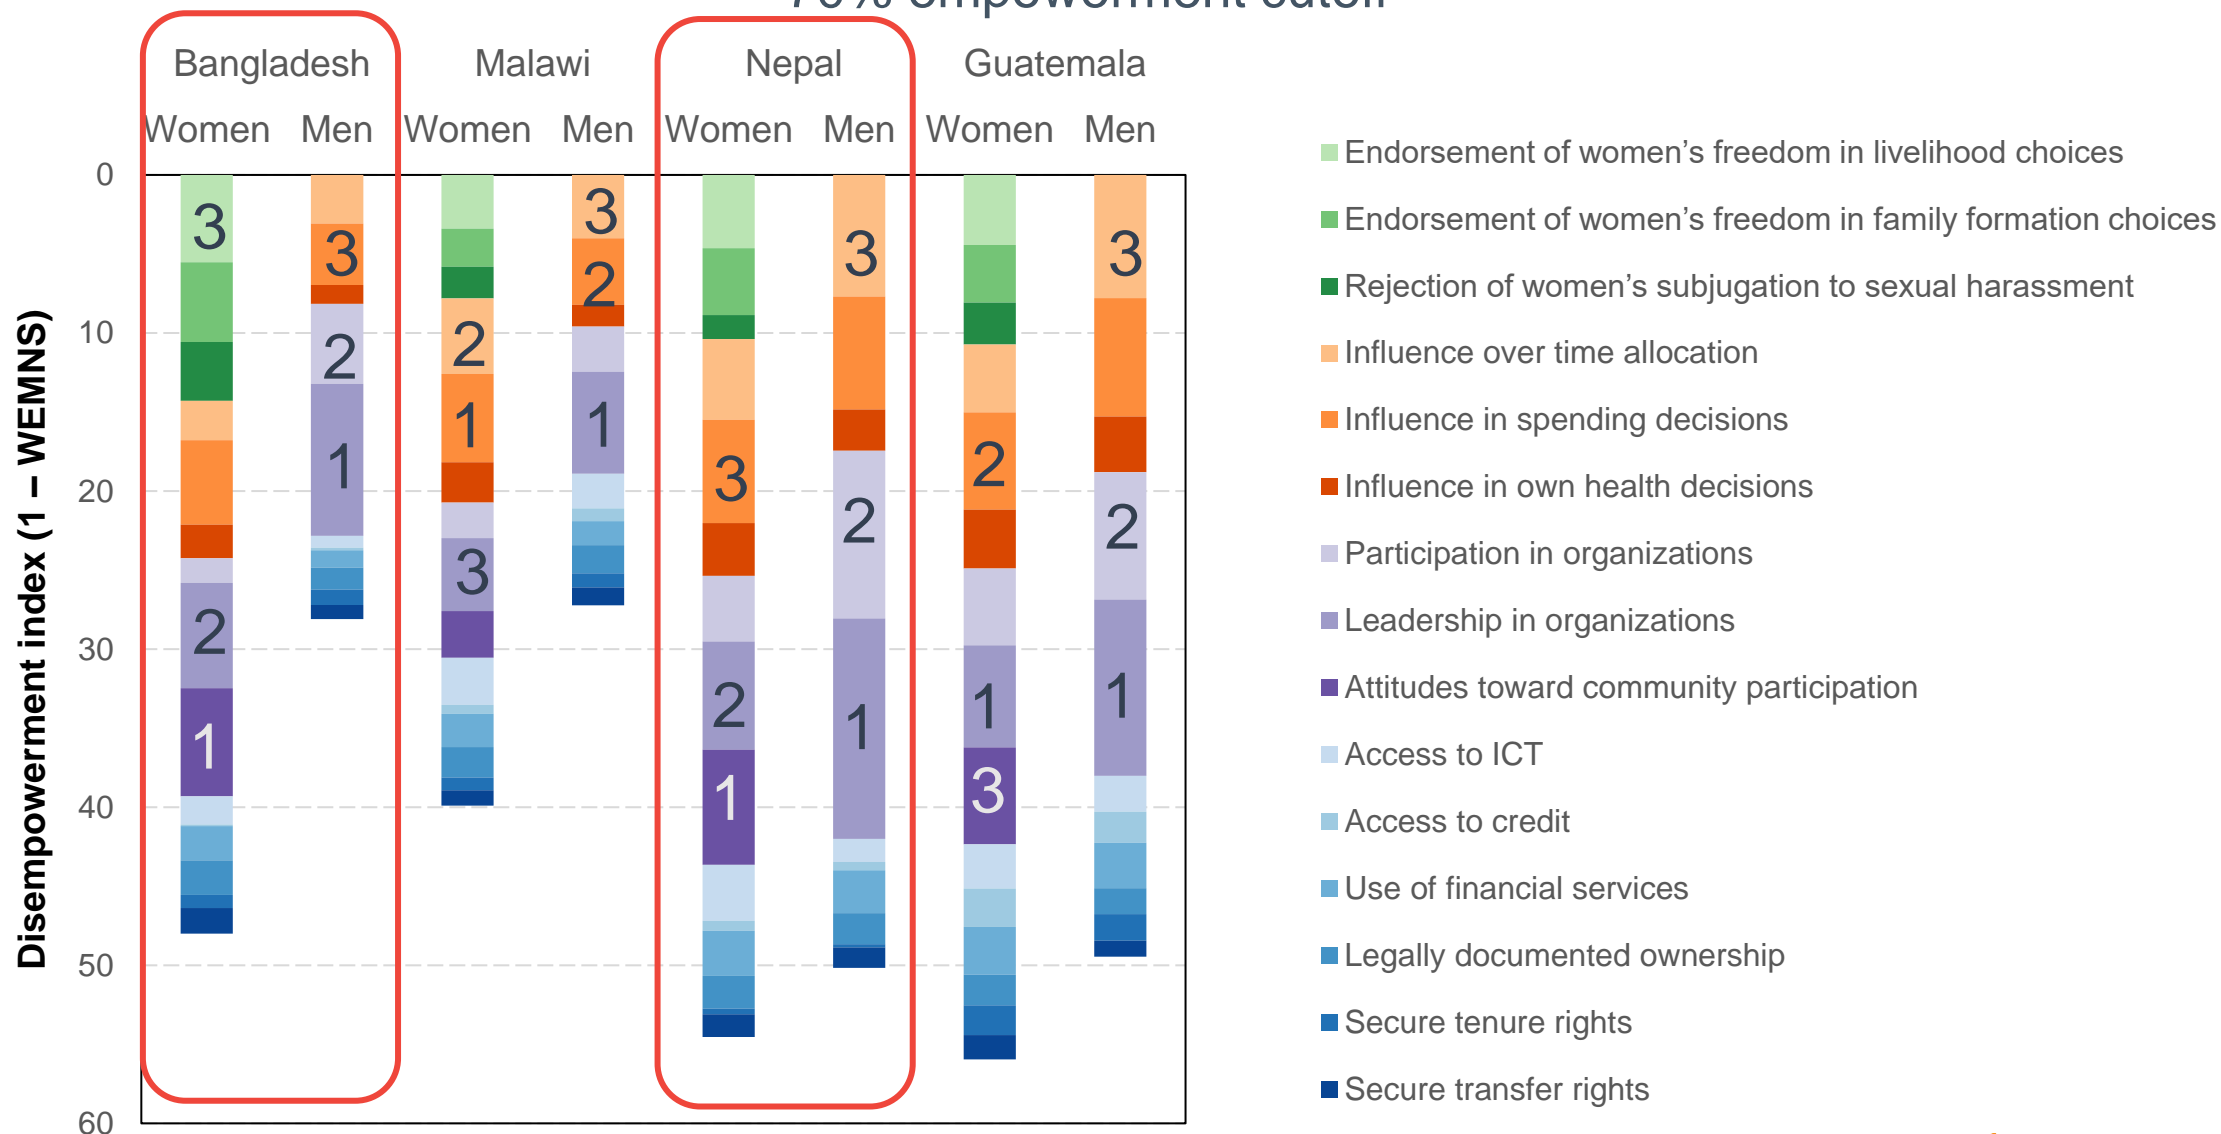 Bangladesh Malawi Nepal Guatemala
Women Men Women Men Women Men Women Men
Disempowerment index (1 – WEMNS)
0
10
20
30
40
50
60
3
2
1
3
2
1
2
1
3
3
2
1
3
2
1
3
2
1
2
1
3
3
2
1
Endorsement of women’s freedom in livelihood choices
Endorsement of women’s freedom in family formation choices
Rejection of women’s subjugation to sexual harassment
Influence over time allocation
Influence in spending decisions
Influence in own health decisions
Participation in organizations
Leadership in organizations
Attitudes toward community participation
Access to ICT
Access to credit
Use of financial services
Legally documented ownership
Secure tenure rights
Secure transfer rights